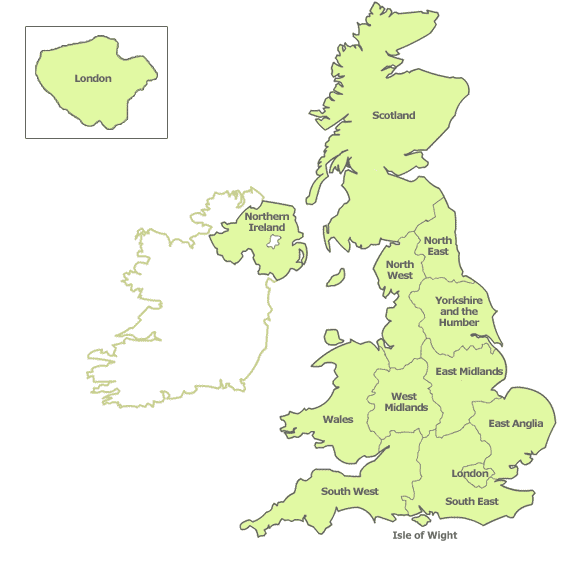 London
Scotland
Northern
Ireland
North
East
North
West
Yorkshire
and the
Humber
East Midlands
West
Midlands
Wales
East Anglia
London
South West
South East
Isle of Wight